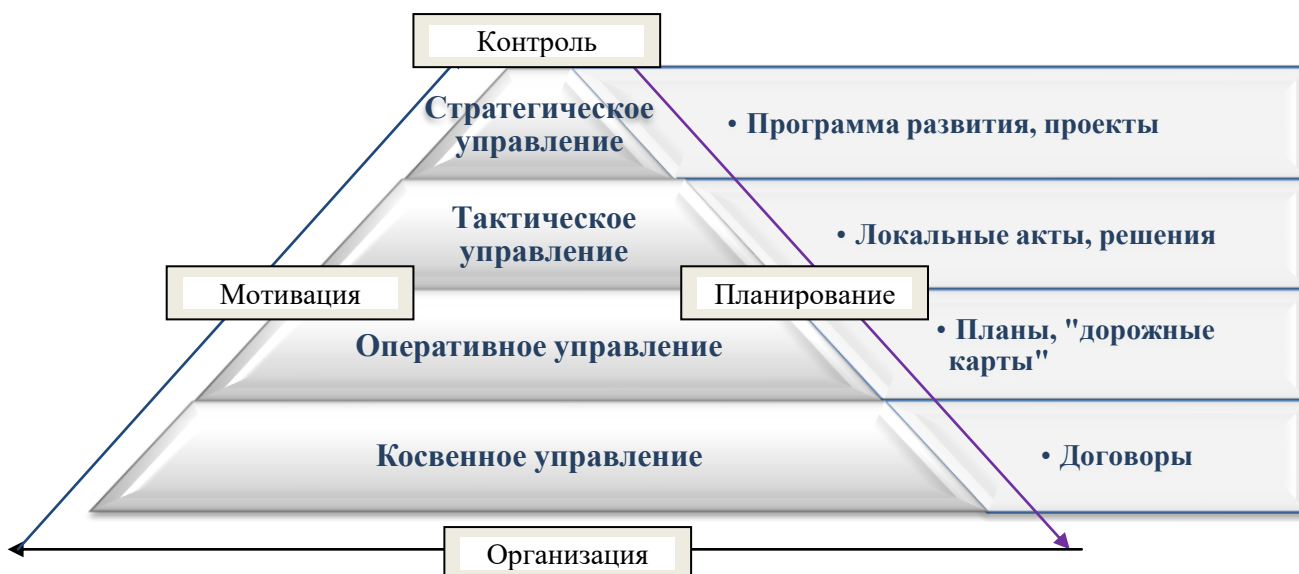 Контроль
Стратегическое
управление
• Программа развития, проекты
Тактическое
управление
• Локальные акты, решения
Мотивация
Планирование
Оперативное управление
• Планы, "дорожные
карты"
Косвенное управление
• Договоры
Организация